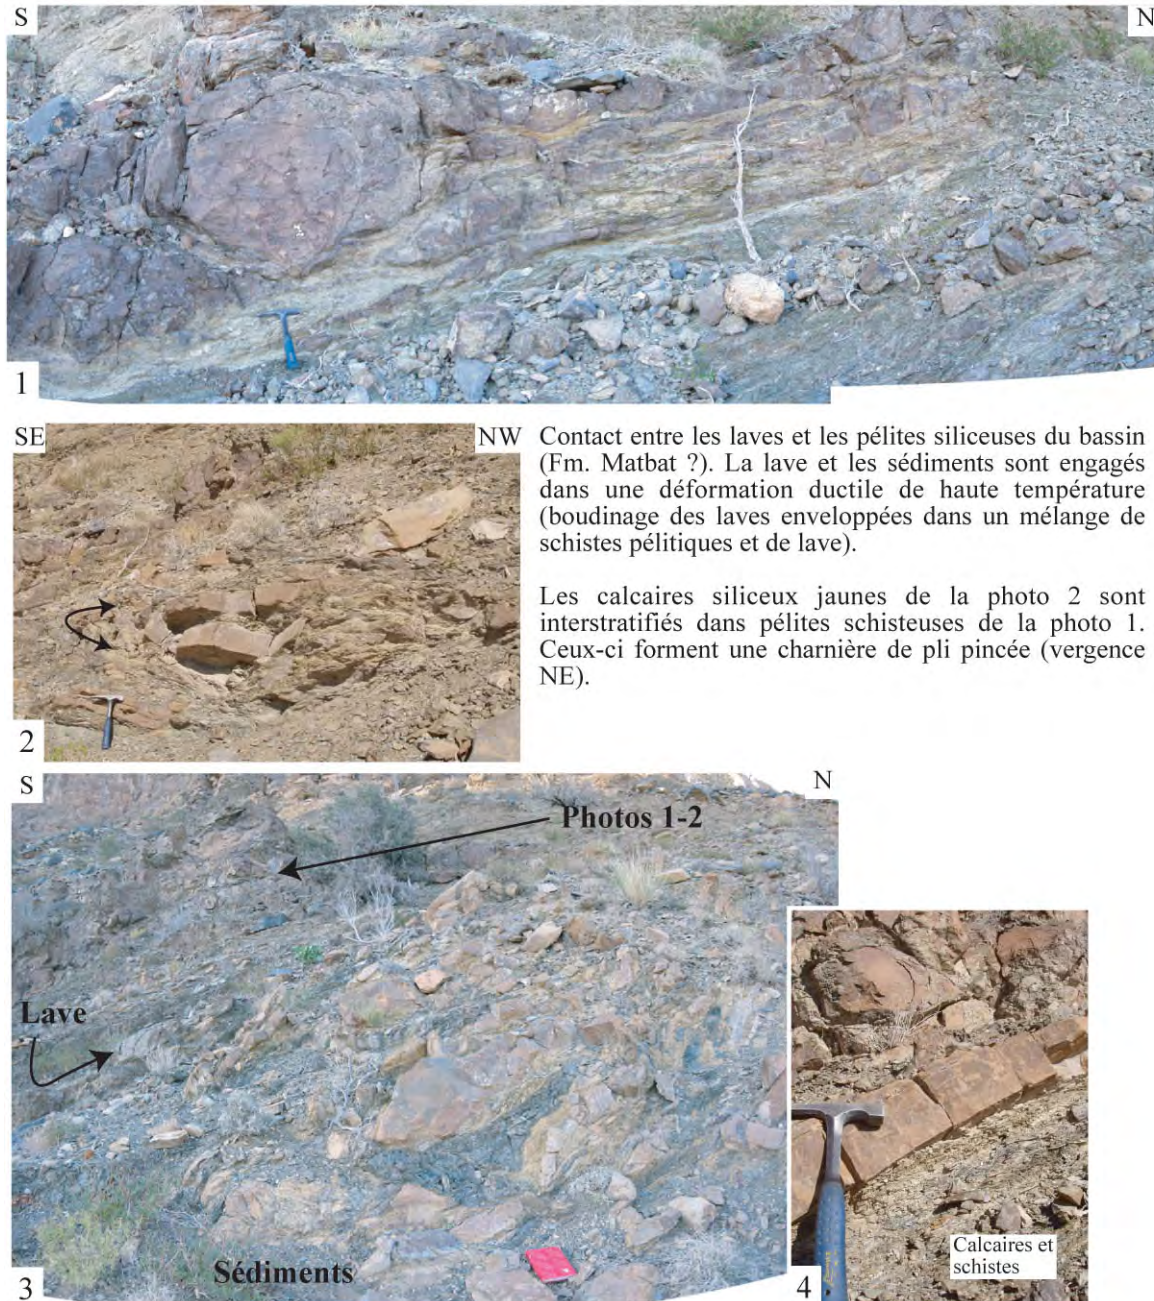 S
N
1
SE
NW
Contact entre les laves et les pélites siliceuses du bassin
(Fm. Matbat ?). La lave et les sédiments sont engagés
dans une déformation ductile de haute température
(boudinage des laves enveloppées dans un mélange de
schistes pélitiques et de lave).
Les calcaires siliceux jaunes de la photo 2 sont
interstratifiés dans pélites schisteuses de la photo 1.
Ceux-ci forment une charnière de pli pincée (vergence
NE).
2
S
N
Photos 1-2
Lave
Sédiments
3
Calcaires et
schistes
4